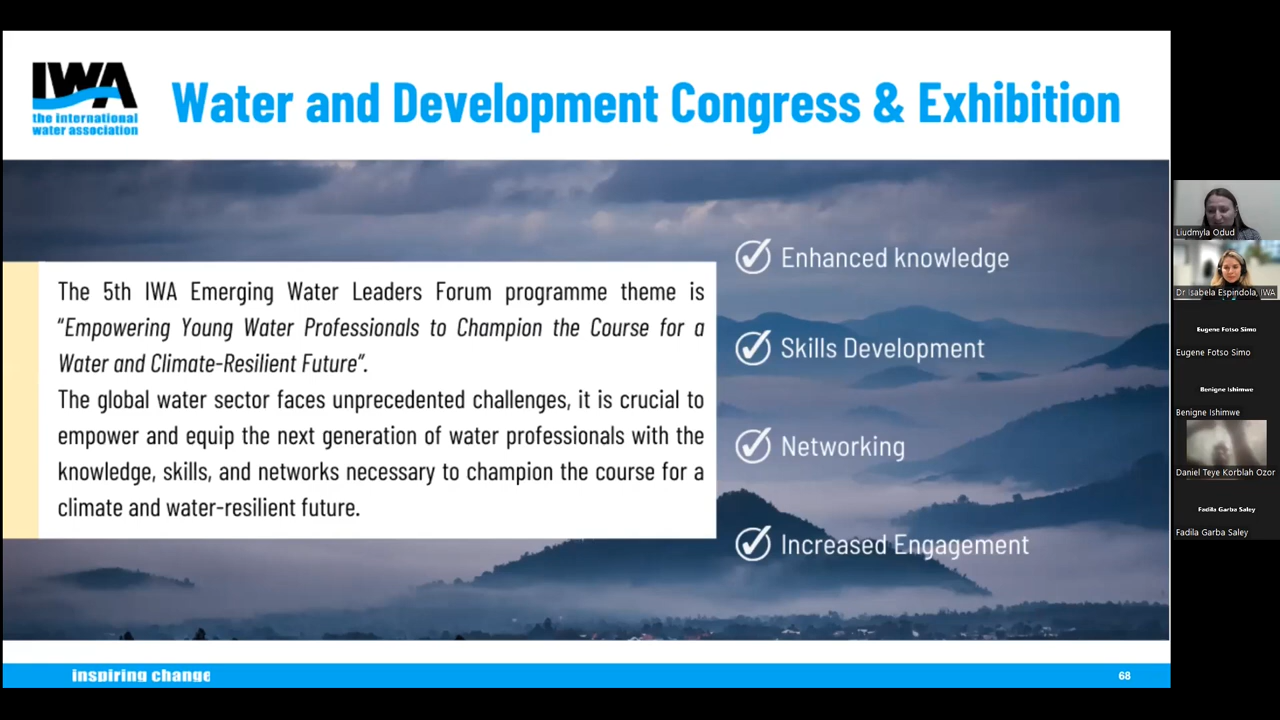 IWA
the international
water association
Water and Development Congress & Exhibition
The 5th IWA Emerging Water Leaders Forum programme theme is
“Empowering Young Water Professionals to Champion the Course for a
Water and Climate-Resilient Future”.
The global water sector faces unprecedented challenges, it is crucial to
empower and equip the next generation of water professionals with the
knowledge, skills, and networks necessary to champion the course for a
climate and water-resilient future.
Enhanced knowledge
Skills Development
Networking
Increased Engagement
inspiring change
68
Liudmyla Odud
Dr Isabela Espindola, IWA
Eugene Fotso Simo
Eugene Fotso Simo
Benigne Ishimwe
Benigne Ishimwe
Daniel Teye Korblah Ozor
Fadila Garba Saley
Fadila Garba Saley